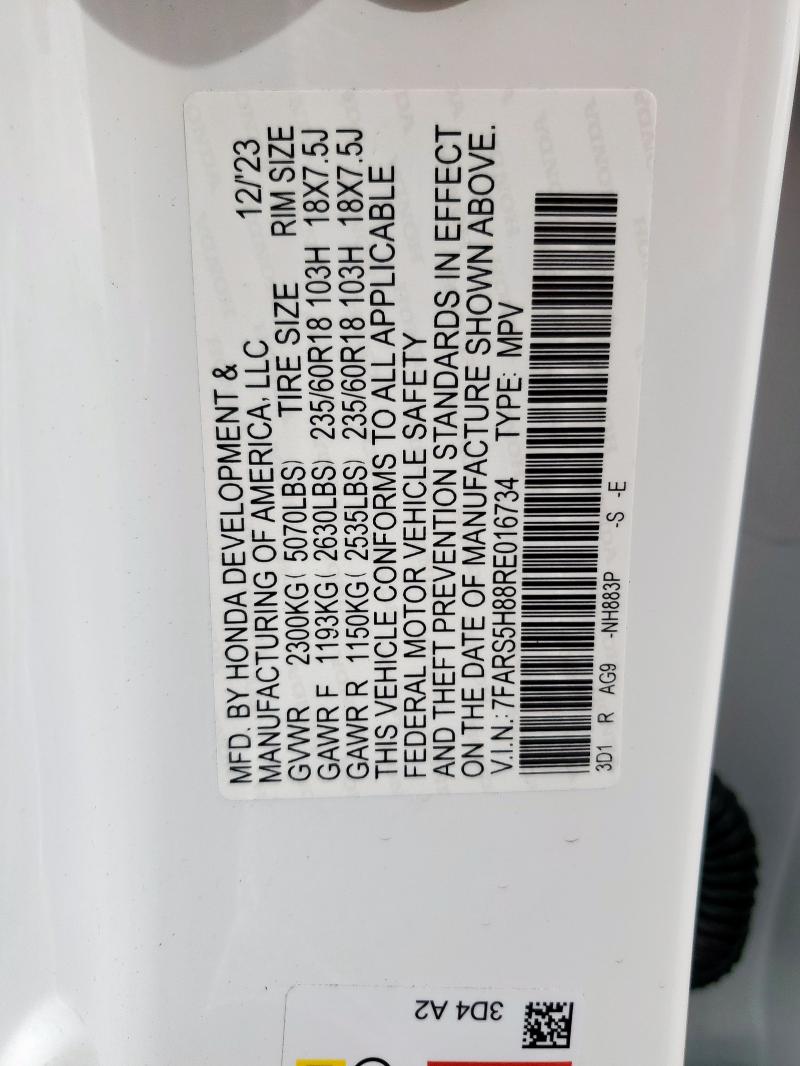 MFD. BY HONDA DEVELOPMENT &
MANUFACTURING OF AMERICA, LLC 12/'23
GVWR 2300KG( 5070LBS) TIRE SIZE RIM SIZE
GAWR F 1193KG( 2630LBS) 235/60R18 103H 18X7.5J
GAWR R 1150KG( 2535LBS) 235/60R18 103H 18X7.5J
THIS VEHICLE CONFORMS TO ALL APPLICABLE
FEDERAL MOTOR VEHICLE SAFETY
AND THEFT PREVENTION STANDARDS IN EFFECT
ON THE DATE OF MANUFACTURE SHOWN ABOVE.
V.I.N.: 7FARS5H88RE016734 TYPE: MPV
3D1 R AG9 -NH883P -S -E
3D4 A2